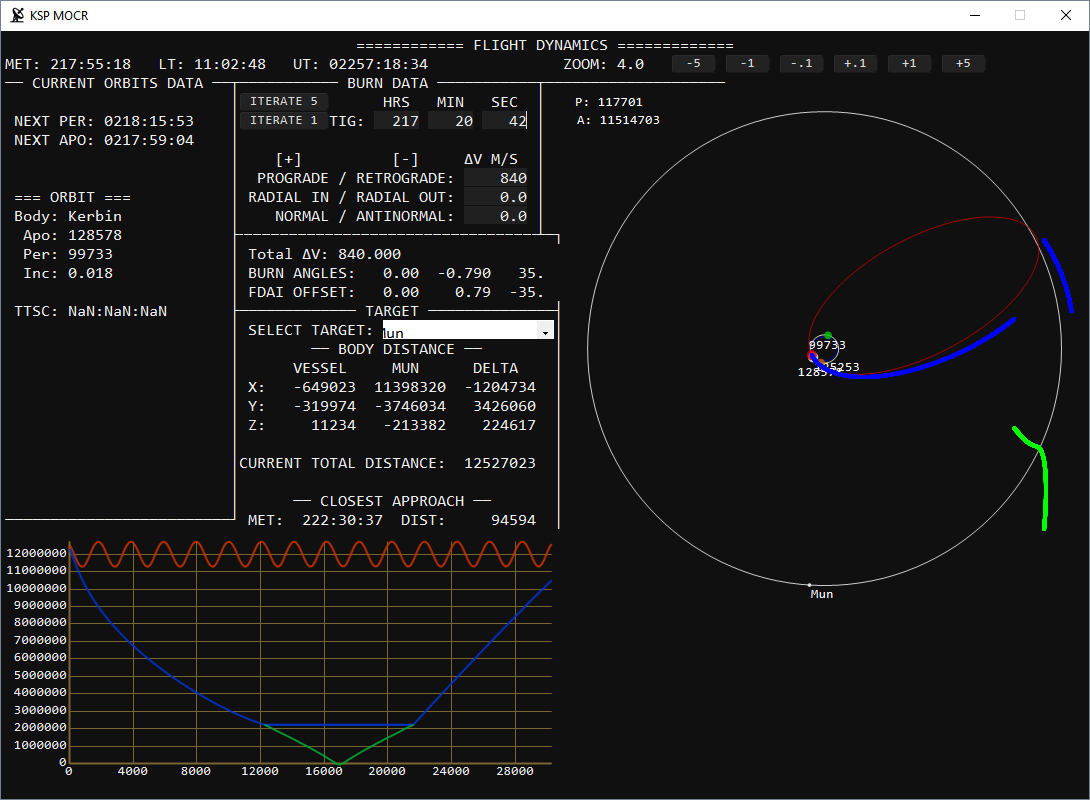 KSP MOCR
============ FLIGHT DYNAMICS =============
MET: 217:55:18 LT: 11:02:48 UT: 02257:18:34 ZOOM: 4.0 -5 -1 -.1 +.1 +1 +5
CURRENT ORBITS DATA
NEXT PER: 0218:15:53
NEXT APO: 0217:59:04
=== ORBIT ===
Body: Kerbin
Apo: 128578
Per: 99733
Inc: 0.018
TTSC: NaN:NaN:NaN
BURN DATA
ITERATE 5 HRS MIN SEC
ITERATE 1 TIG: 217 20 42
[+] [-] ΔV M/S
PROGRADE / RETROGRADE: 840
RADIAL IN / RADIAL OUT: 0.0
NORMAL / ANTINORMAL: 0.0
Total ΔV: 840.000
BURN ANGLES: 0.00 -0.790 35.
FDAI OFFSET: 0.00 0.79 -35.
TARGET
SELECT TARGET: Mun
BODY DISTANCE
VESSEL MUN DELTA
X: -649023 11398320 -1204734
Y: -319974 -3746034 3426060
Z: 11234 -213382 224617
CURRENT TOTAL DISTANCE: 12527023
CLOSEST APPROACH
MET: 222:30:37 DIST: 94594
P: 117701
A: 11514703
99733
Mun
12000000
11000000
10000000
9000000
8000000
7000000
6000000
5000000
4000000
3000000
2000000
1000000
0
0 4000 8000 12000 16000 20000 24000 28000